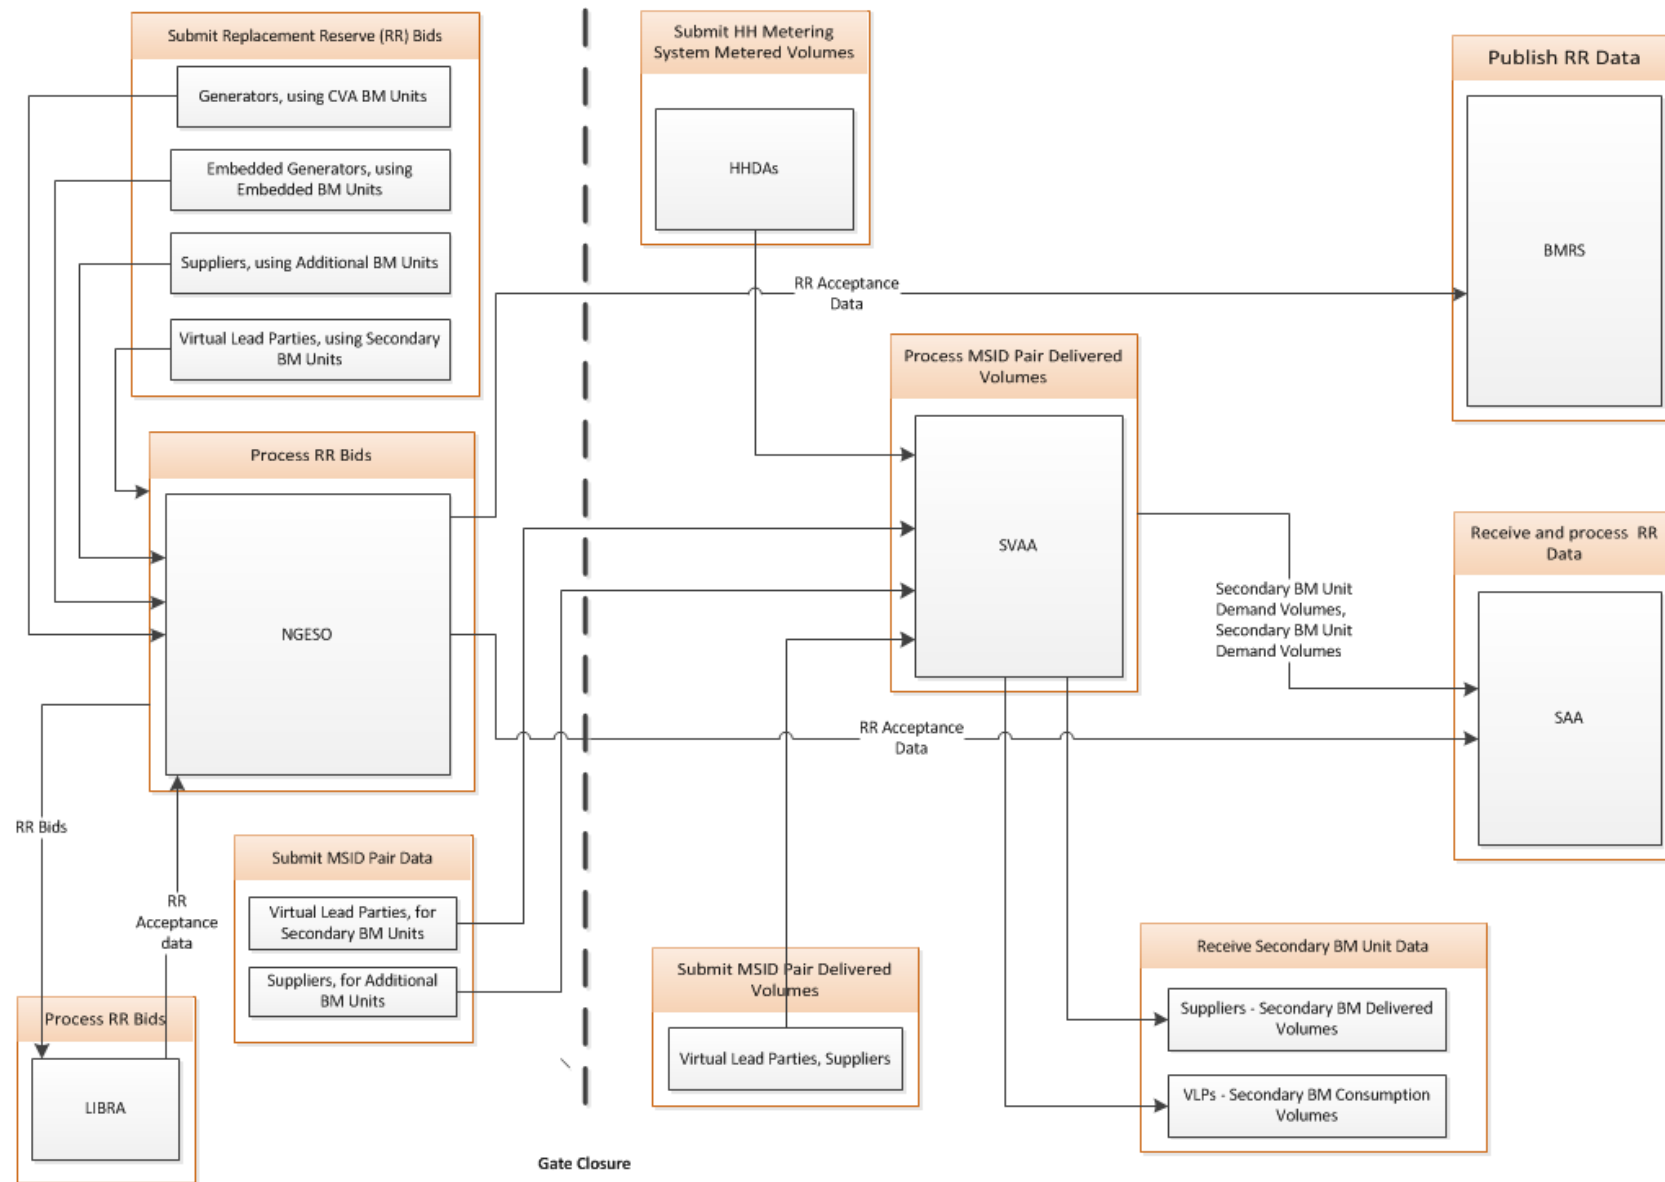 Submit Replacement Reserve (RR) Bids
Generators, using CVA BM Units
Embedded Generators, using
Embedded BM Units
Suppliers, using Additional BM Units
Virtual Lead Parties, using Secondary
BM Units
Process RR Bids
NGESO
RR Bids
RR
Acceptance
data
Process RR Bids
LIBRA
Submit MSID Pair Data
Virtual Lead Parties, for
Secondary BM Units
Suppliers, for Additional
BM Units
Gate Closure
Submit HH Metering
System Metered Volumes
HHDAs
RR Acceptance
Data
Process MSID Pair Delivered
Volumes
SVAA
RR Acceptance
Data
Submit MSID Pair Delivered
Volumes
Virtual Lead Parties, Suppliers
Publish RR Data
BMRS
Secondary BM Unit
Demand Volumes,
Secondary BM Unit
Demand Volumes
Receive and process RR
Data
SAA
Receive Secondary BM Unit Data
Suppliers - Secondary BM Delivered
Volumes
VLPs - Secondary BM Consumption
Volumes